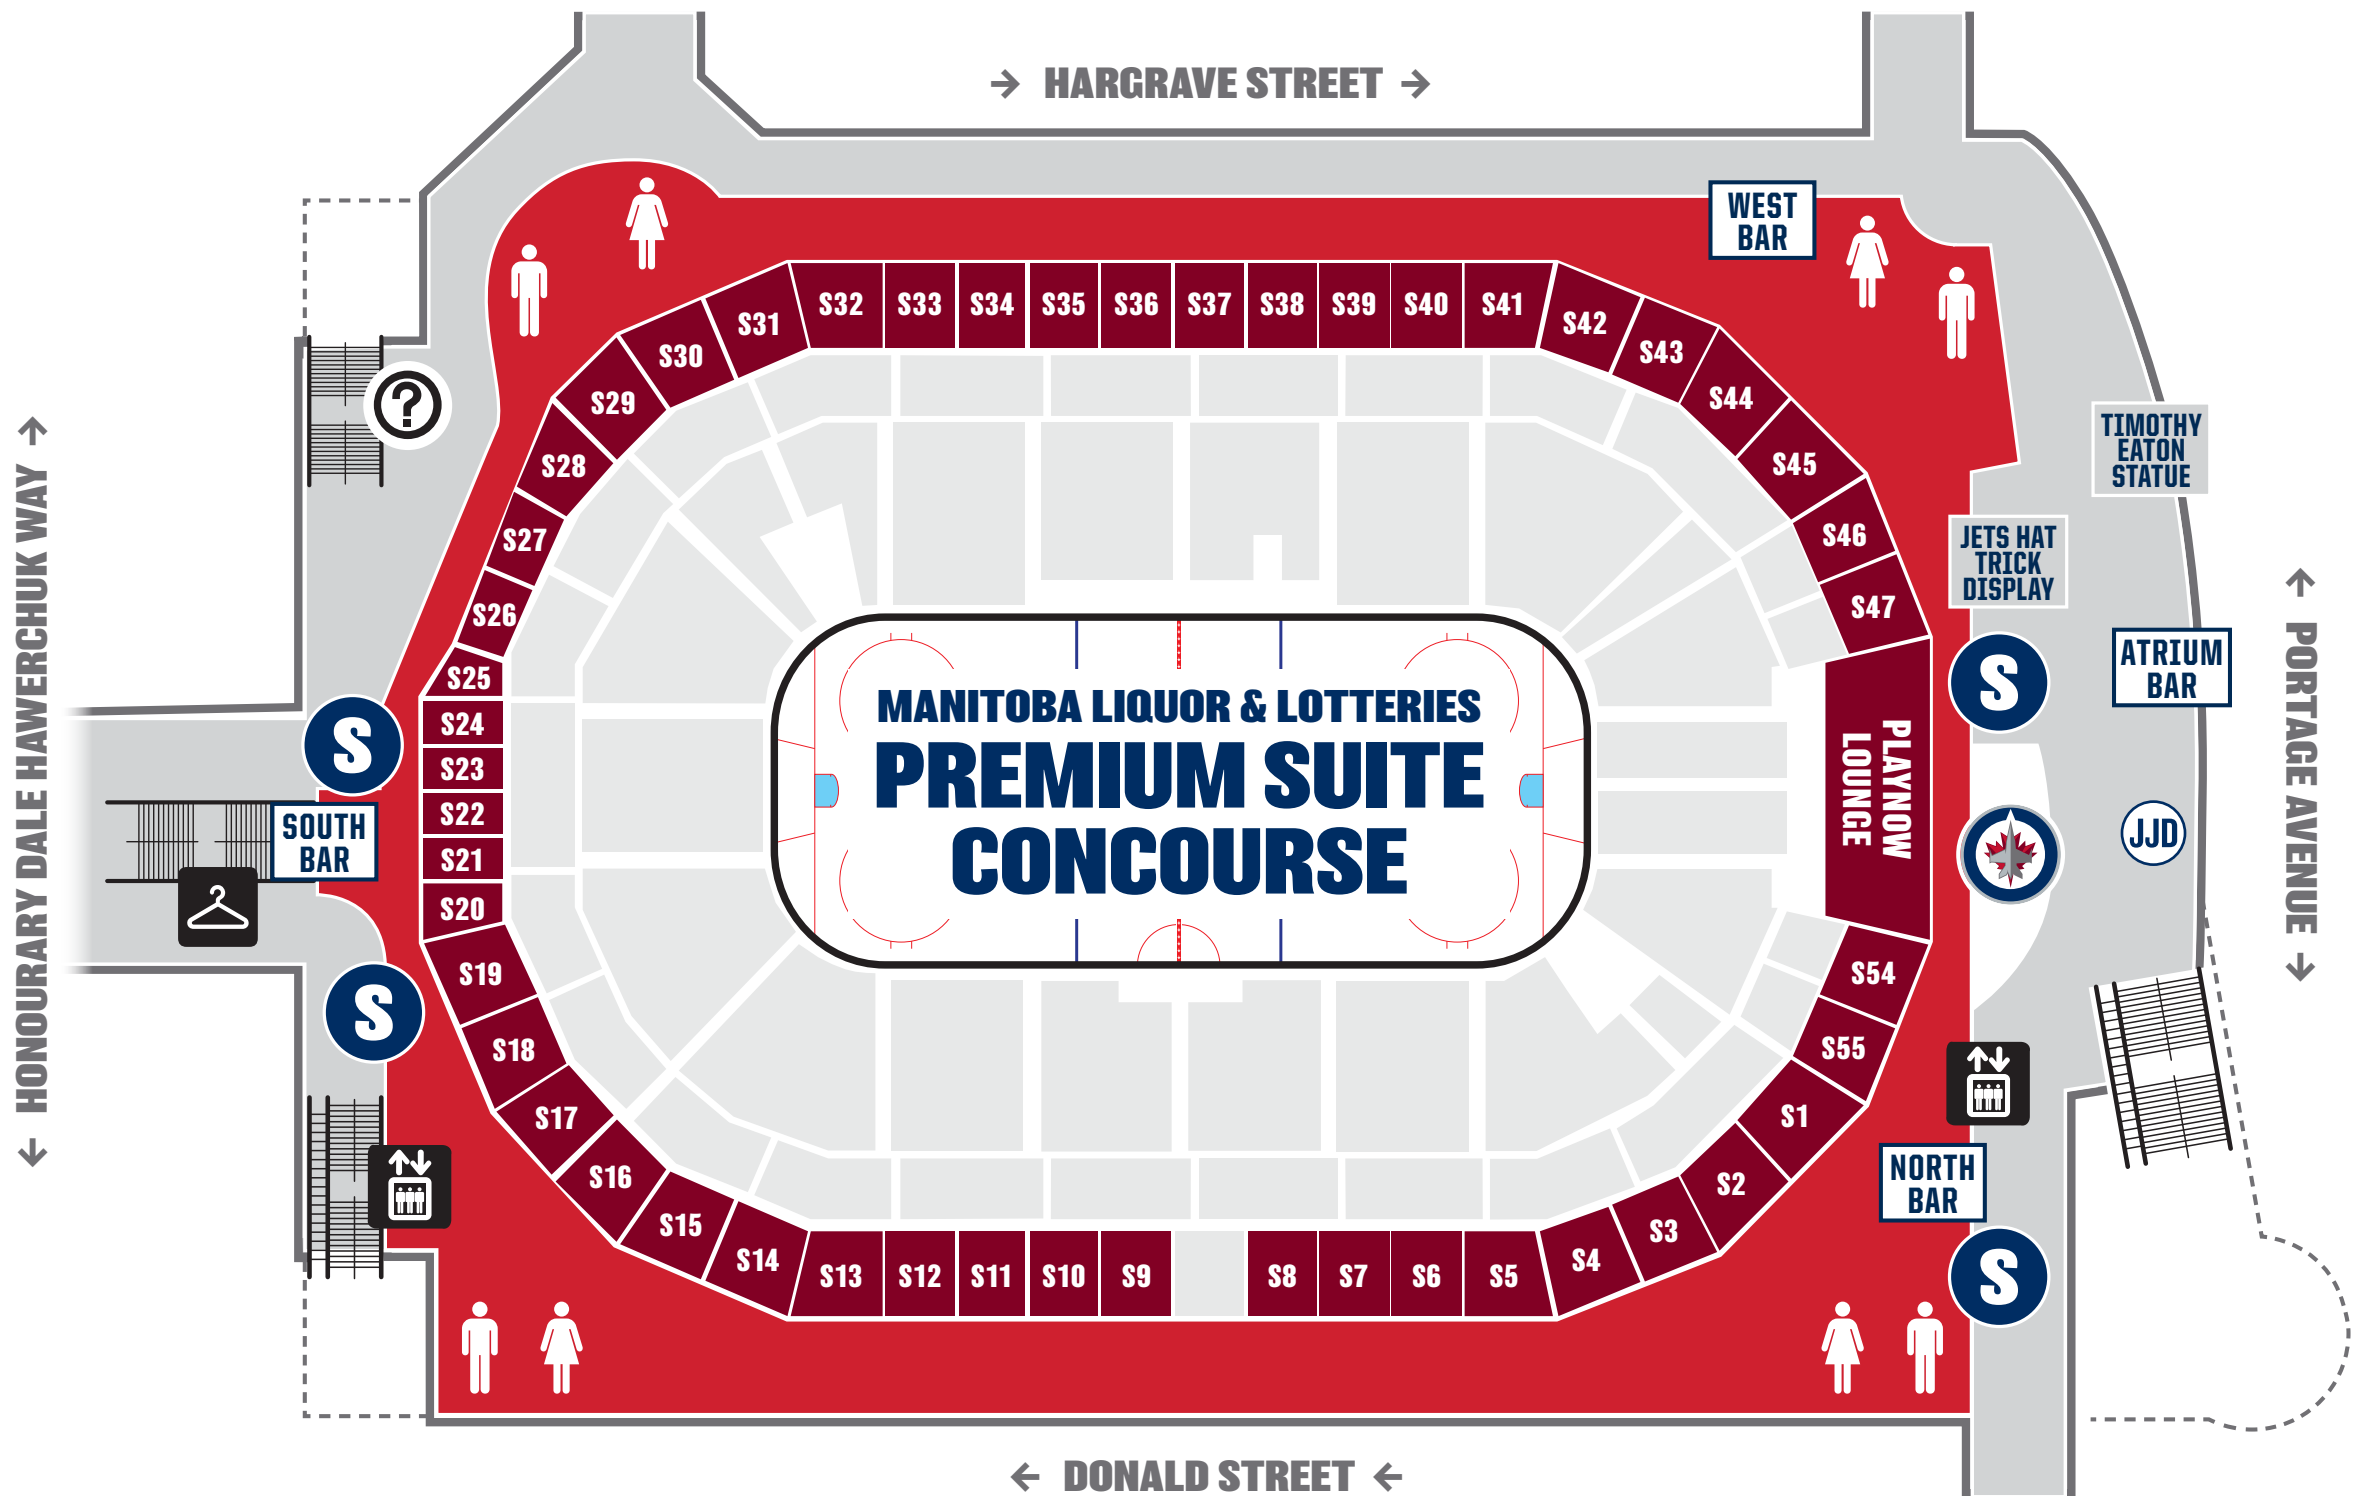 → HARGRAVE STREET →
WEST
BAR
S32 S33 S34 S35 S36 S37 S38 S39 S40 S41
S31 S42
S30 S43
S29 S44
S28 S45
S27 S46
S26 S47
S25
S24
S23
S22
S21
S20
S19 S54
S18 S55
S17 S1
S16 S2
S15 S3
S14 S4
S13 S12 S11 S10 S9 S8 S7 S6 S5
?
TIMOTHY
EATON
STATUE
JETS HAT
TRICK
DISPLAY
S
ATRIUM
BAR
S
SOUTH
BAR
S
MANITOBA LIQUOR & LOTTERIES
PREMIUM SUITE
CONCOURSE
PLAYNOW
LOUNGE
JJD
NORTH
BAR
S
← HONOURARY DALE HAWERCHUK WAY →
← PORTAGE AVENUE →
← DONALD STREET ←